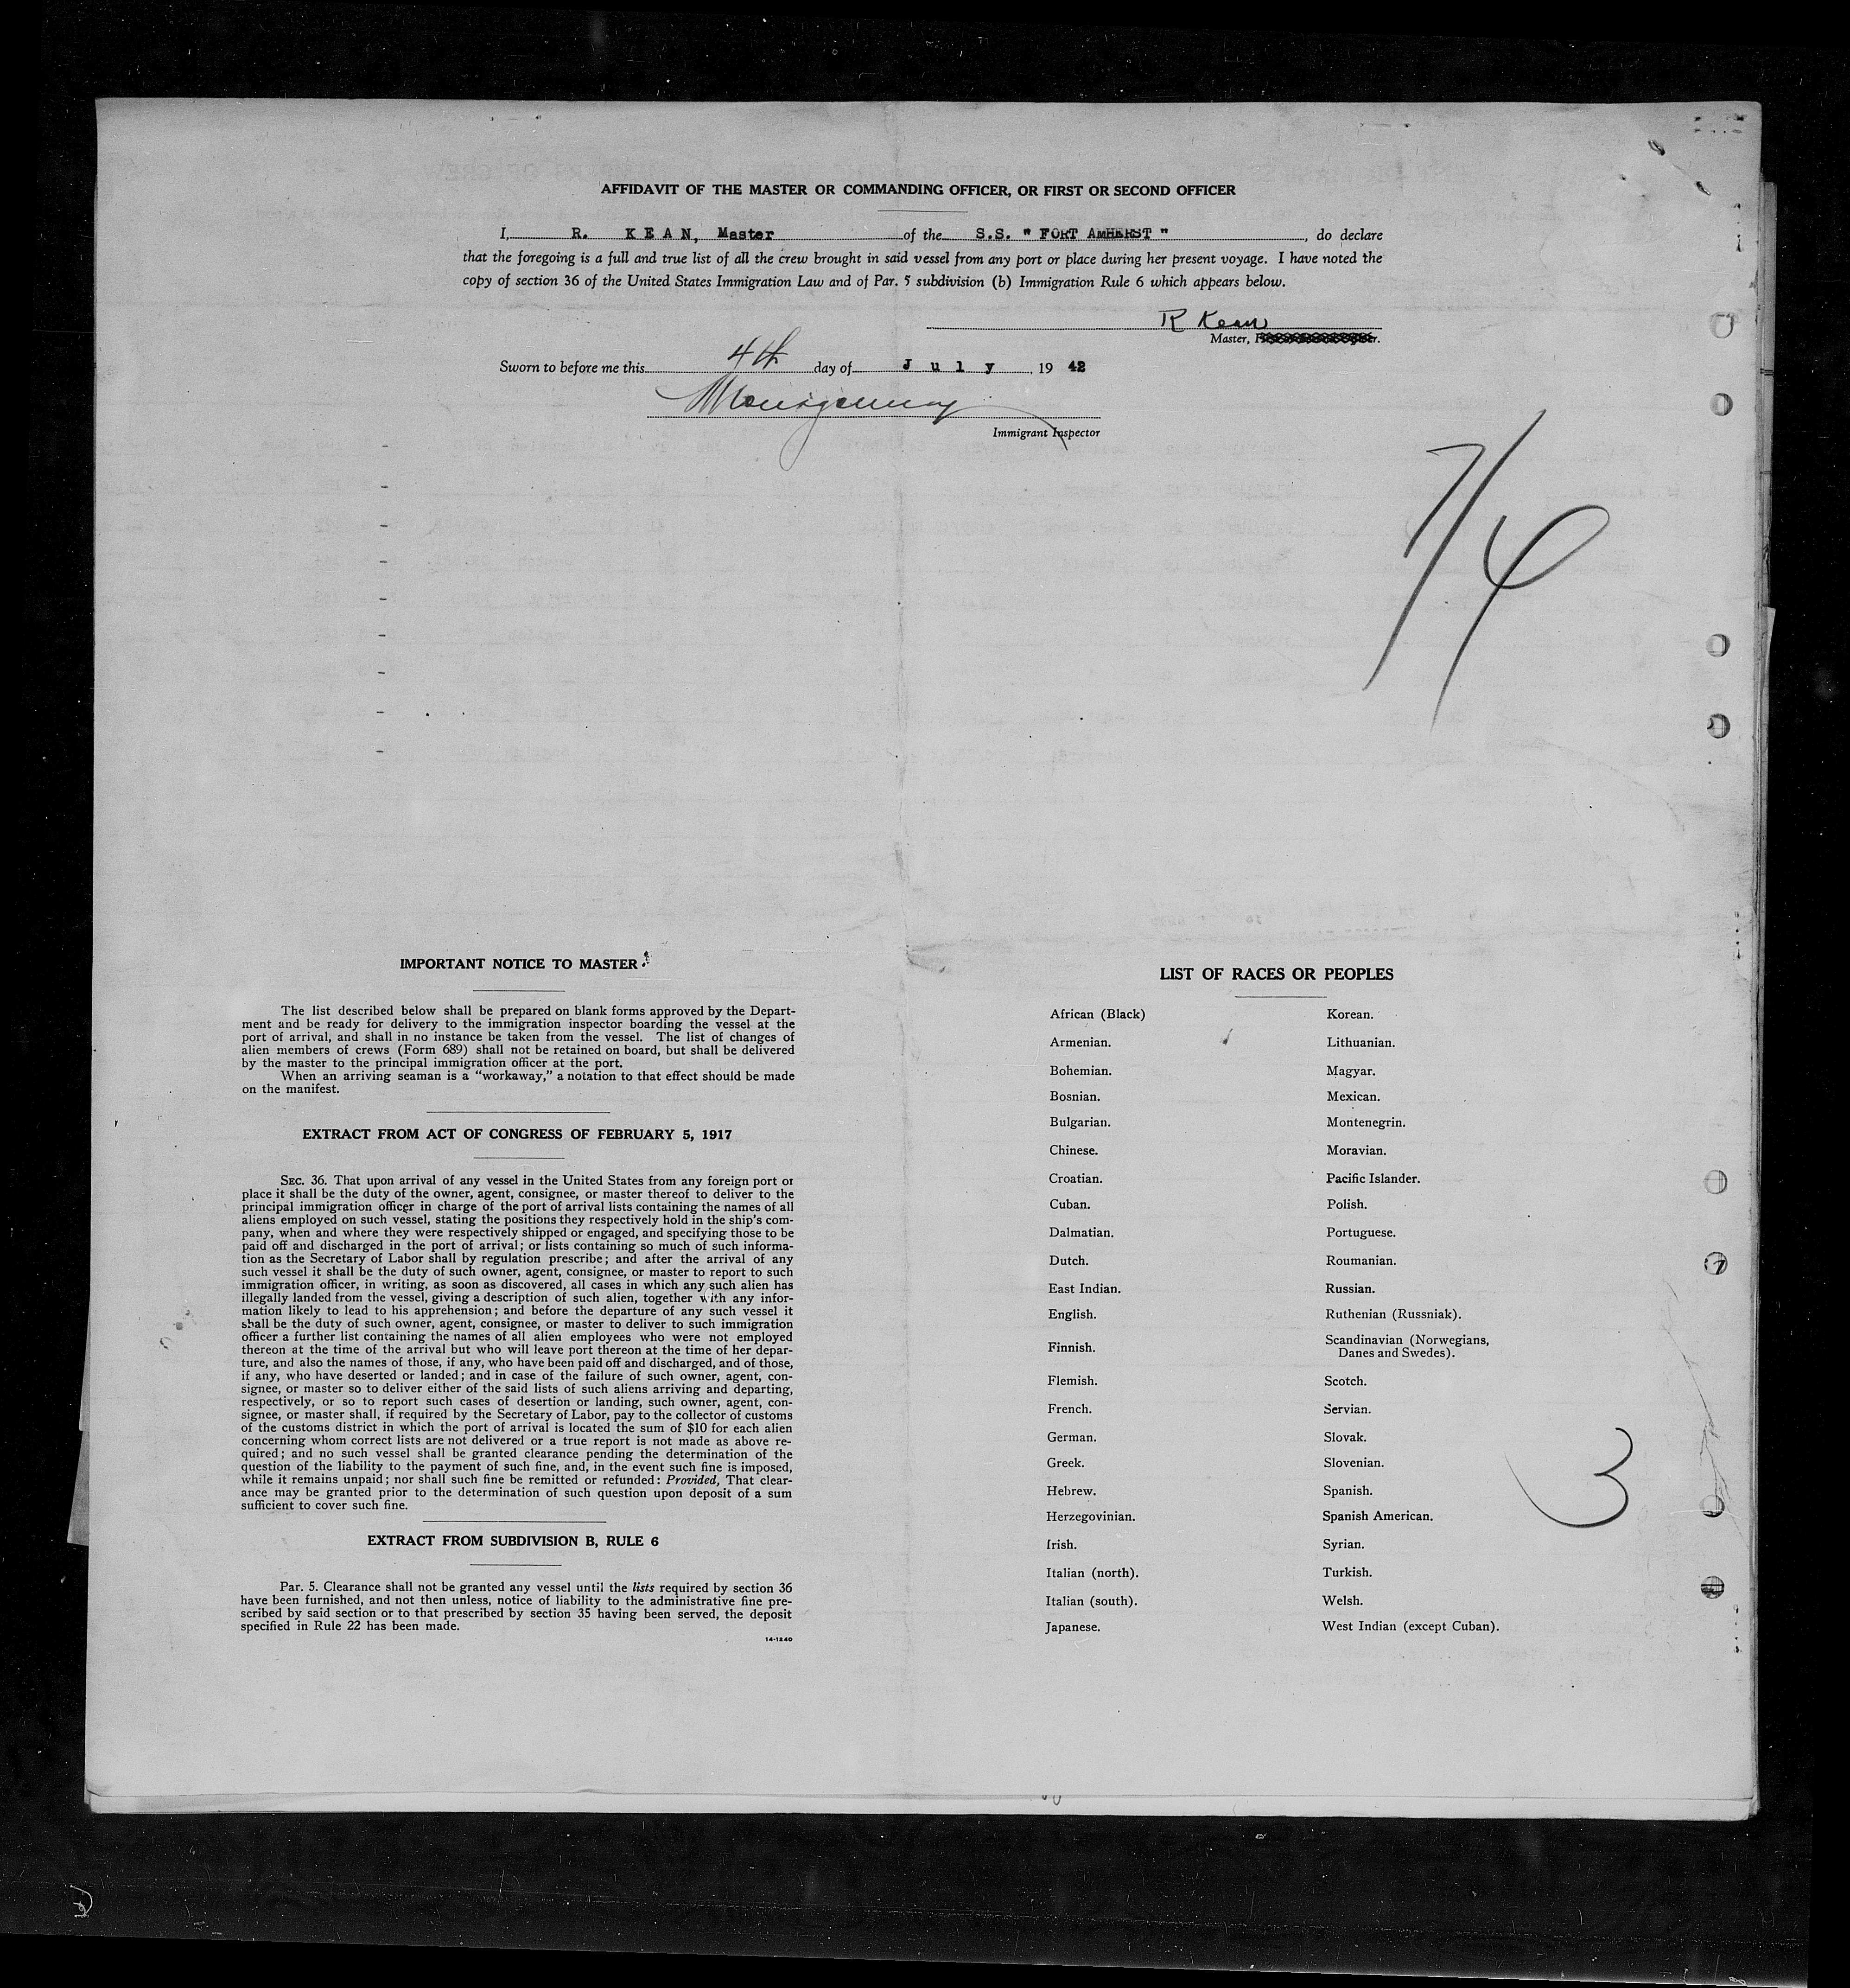 AFFIDAVIT OF THE MASTER OR COMMANDING OFFICER, OR FIRST OR SECOND OFFICER
I, R. KEAN, Master of the S.S. " FORT AMHERST ", do declare
that the foregoing is a full and true list of all the crew brought in said vessel from any port or place during her present voyage. I have noted the
copy of section 36 of the United States Immigration Law and of Par. 5 subdivision (b) Immigration Rule 6 which appears below.
R Kean
Master,
Sworn to before me this 4th day of July, 19 42
Montgomery
Immigrant Inspector
7/4
IMPORTANT NOTICE TO MASTER
The list described below shall be prepared on blank forms approved by the Depart-
ment and be ready for delivery to the immigration inspector boarding the vessel at the
port of arrival, and shall in no instance be taken from the vessel. The list of changes of
alien members of crews (Form 689) shall not be retained on board, but shall be delivered
by the master to the principal immigration officer at the port.
When an arriving seaman is a "workaway," a notation to that effect should be made
on the manifest.
EXTRACT FROM ACT OF CONGRESS OF FEBRUARY 5, 1917
SEC. 36. That upon arrival of any vessel in the United States from any foreign port or
place it shall be the duty of the owner, agent, consignee, or master thereof to deliver to the
principal immigration officer in charge of the port of arrival lists containing the names of all
aliens employed on such vessel, stating the positions they respectively hold in the ship's com-
pany, when and where they were respectively shipped or engaged, and specifying those to be
paid off and discharged in the port of arrival; or lists containing so much of such informa-
tion as the Secretary of Labor shall by regulation prescribe; and after the arrival of any
such vessel it shall be the duty of such owner, agent, consignee, or master to report to such
immigration officer, in writing, as soon as discovered, all cases in which any such alien has
illegally landed from the vessel, giving a description of such alien, together with any infor-
mation likely to lead to his apprehension; and before the departure of any such vessel it
shall be the duty of such owner, agent, consignee, or master to deliver to such immigration
officer a further list containing the names of all alien employees who were not employed
thereon at the time of the arrival but who will leave port thereon at the time of her depar-
ture, and also the names of those, if any, who have been paid off and discharged, and of those,
if any, who have deserted or landed; and in case of the failure of such owner, agent, con-
signee, or master so to deliver either of the said lists of such aliens arriving and departing,
respectively, or so to report such cases of desertion or landing, such owner, agent, con-
signee, or master shall, if required by the Secretary of Labor, pay to the collector of customs
of the customs district in which the port of arrival is located the sum of $10 for each alien
concerning whom correct lists are not delivered or a true report is not made as above re-
quired; and no such vessel shall be granted clearance pending the determination of the
question of the liability to the payment of such fine, and, in the event such fine is imposed,
while it remains unpaid; nor shall such fine be remitted or refunded: Provided, That clear-
ance may be granted prior to the determination of such question upon deposit of a sum
sufficient to cover such fine.
EXTRACT FROM SUBDIVISION B, RULE 6
Par. 5. Clearance shall not be granted any vessel until the lists required by section 36
have been furnished, and not then unless, notice of liability to the administrative fine pre-
scribed by said section or to that prescribed by section 35 having been served, the deposit
specified in Rule 22 has been made.
14-1240
LIST OF RACES OR PEOPLES
African (Black)
Armenian.
Bohemian.
Bosnian.
Bulgarian.
Chinese.
Croatian.
Cuban.
Dalmatian.
Dutch.
East Indian.
English.
Finnish.
Flemish.
French.
German.
Greek.
Hebrew.
Herzegovinian.
Irish.
Italian (north).
Italian (south).
Japanese.
Korean.
Lithuanian.
Magyar.
Mexican.
Montenegrin.
Moravian.
Pacific Islander.
Polish.
Portuguese.
Roumanian.
Russian.
Ruthenian (Russniak).
Scandinavian (Norwegians,
Danes and Swedes).
Scotch.
Servian.
Slovak.
Slovenian.
Spanish.
Spanish American.
Syrian.
Turkish.
Welsh.
West Indian (except Cuban).
3